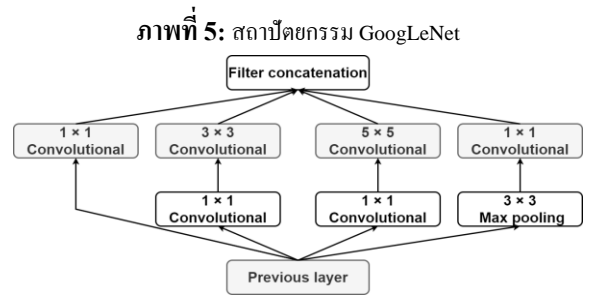 ภาพที่ 5: สถาปัตยกรรม GoogLeNet
Filter concatenation
1 × 1 3 × 3 5 × 5 1 × 1
Convolutional Convolutional Convolutional Convolutional
1 × 1 1 × 1 3 × 3
Convolutional Convolutional Max pooling
Previous layer